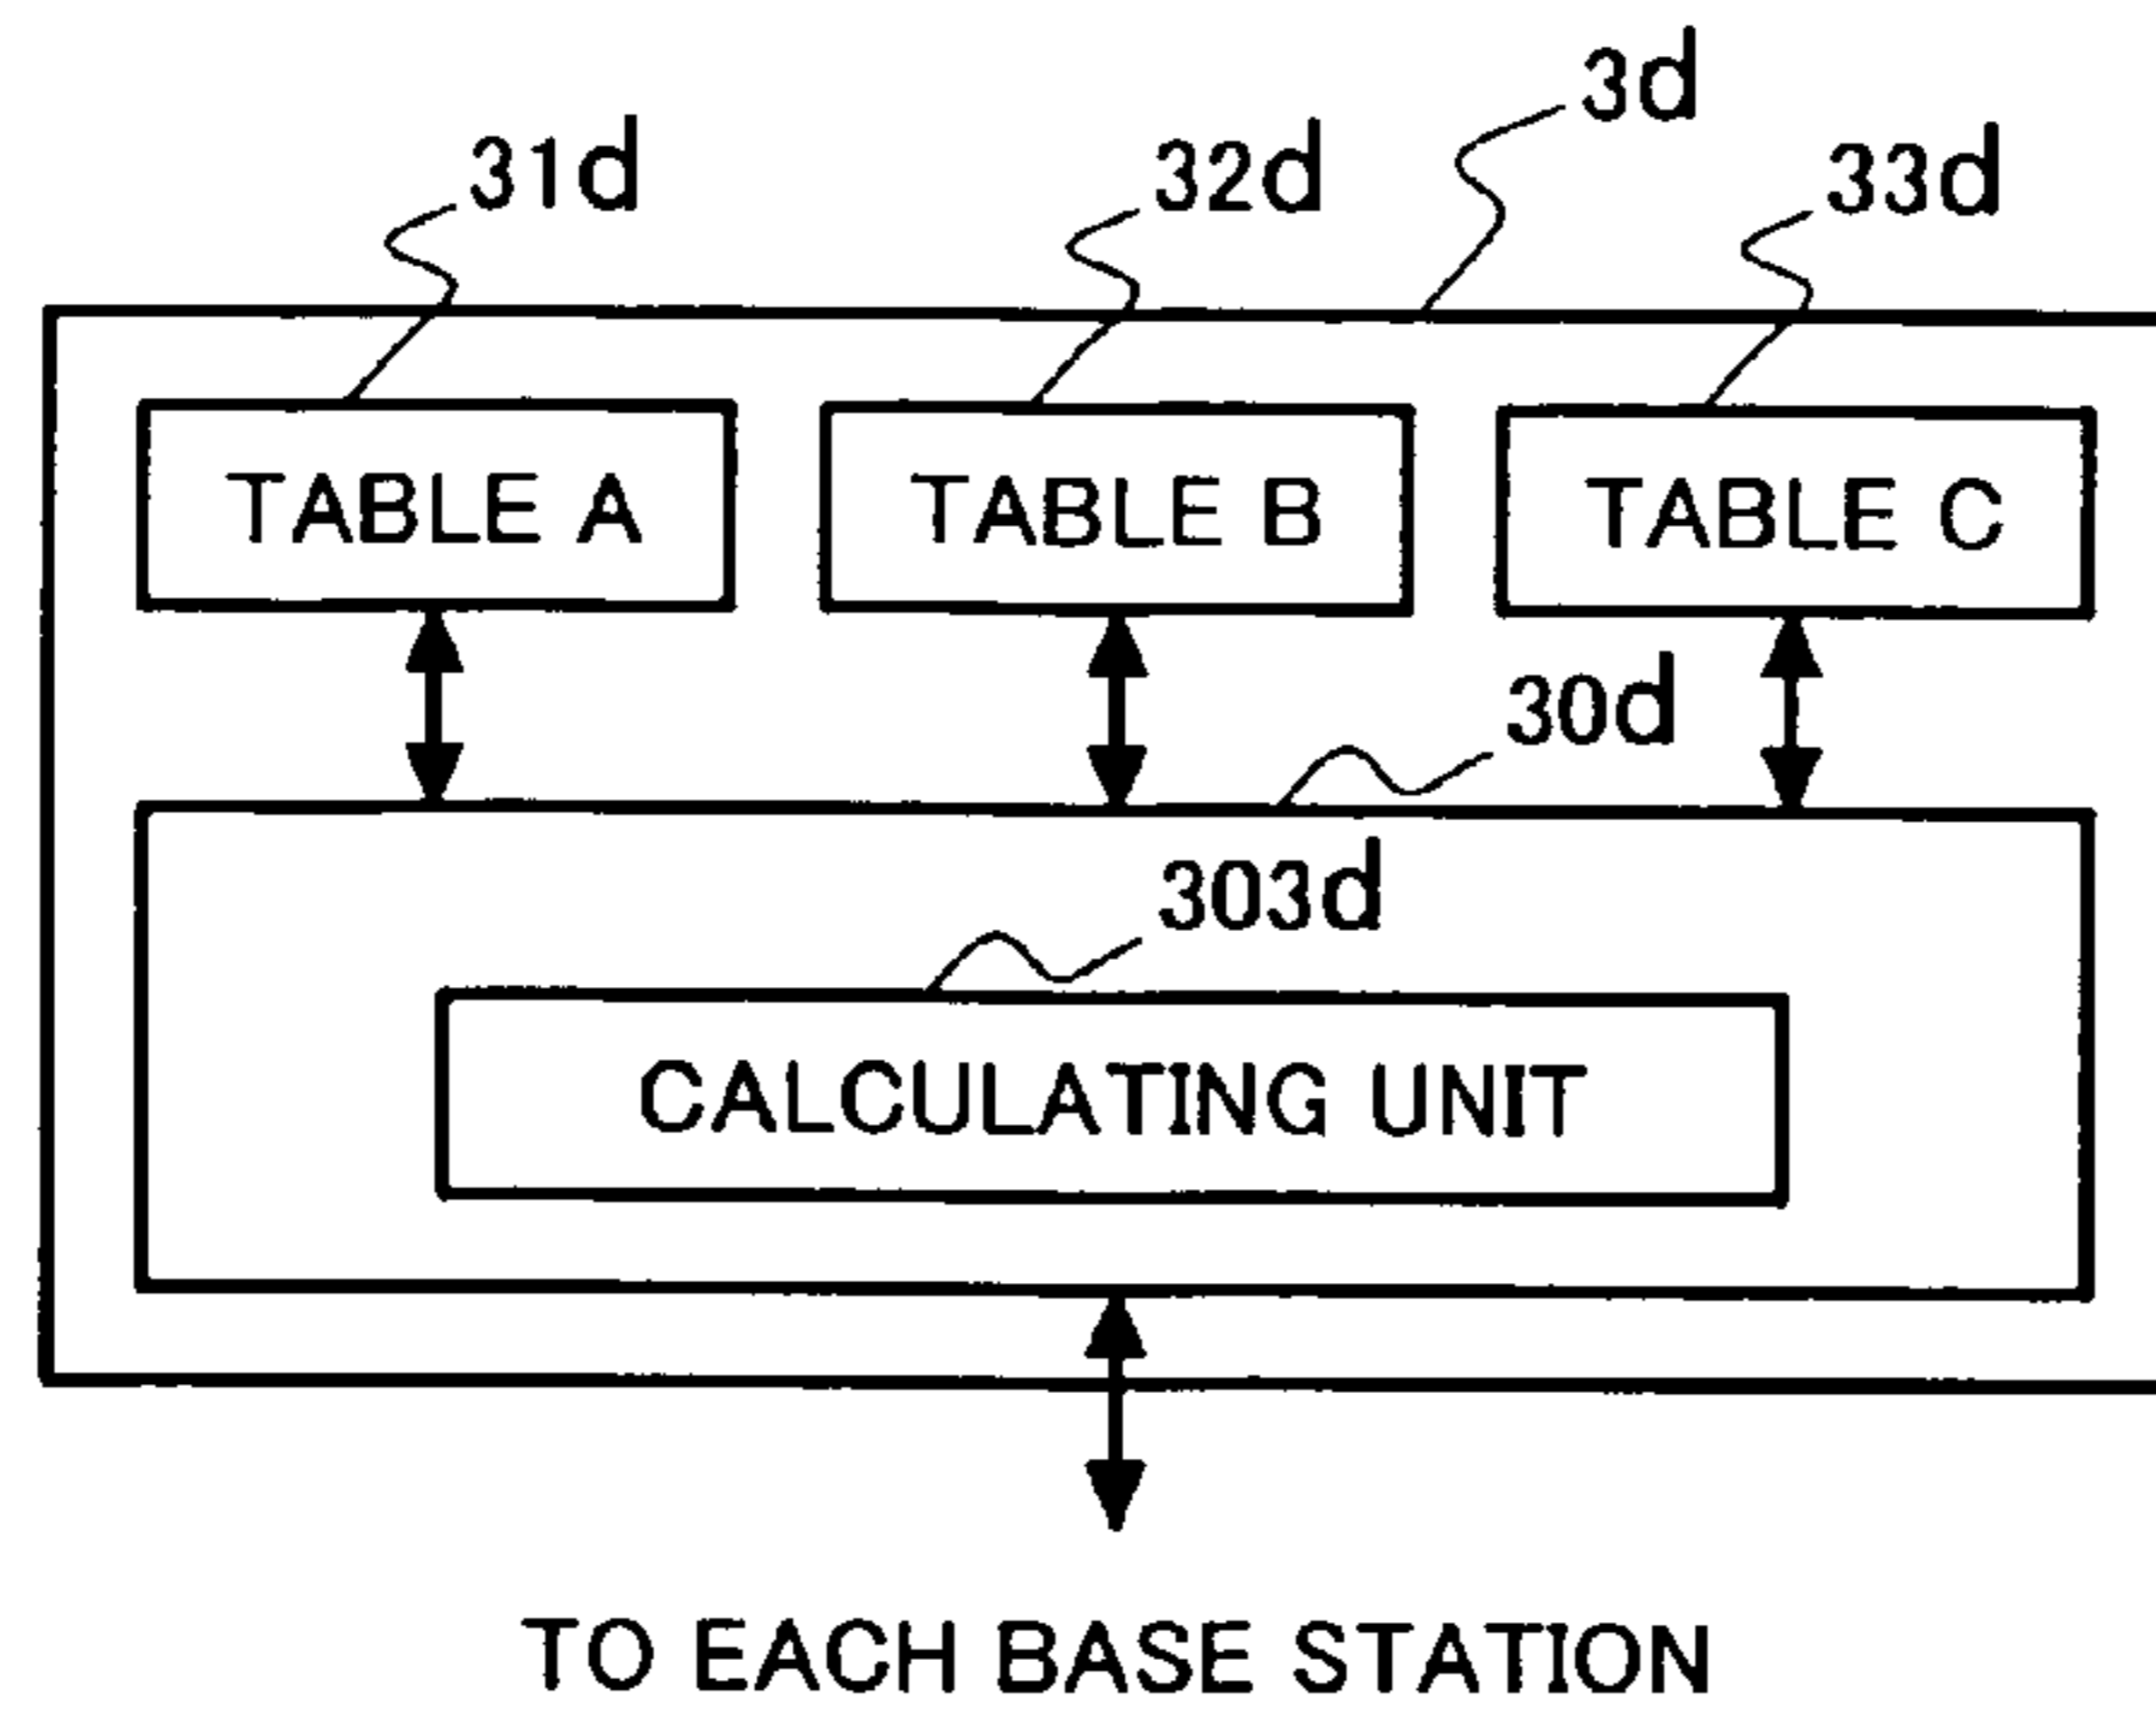 3d
31d 32d 33d
TABLE A TABLE B TABLE C
30d
303d
CALCULATING UNIT
TO EACH BASE STATION